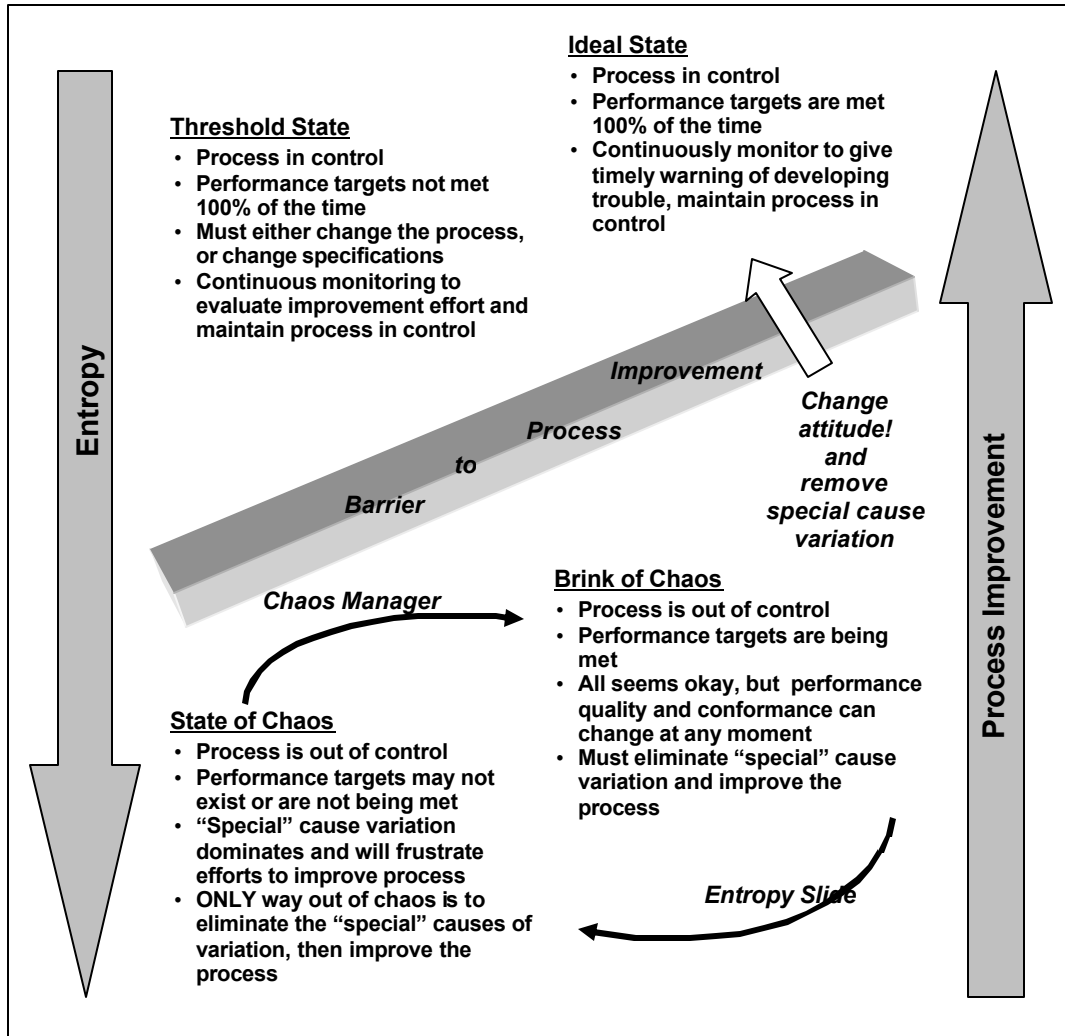 Entropy
Threshold State
• Process in control
• Performance targets not met
100% of the time
• Must either change the process,
or change specifications
• Continuous monitoring to
evaluate improvement effort and
maintain process in control
Ideal State
• Process in control
• Performance targets are met
100% of the time
• Continuously monitor to give
timely warning of developing
trouble, maintain process in
control
Barrier
to
Process
Improvement
Change
attitude!
and
remove
special cause
variation
Chaos Manager
State of Chaos
• Process is out of control
• Performance targets may not
exist or are not being met
• “Special” cause variation
dominates and will frustrate
efforts to improve process
• ONLY way out of chaos is to
eliminate the “special” causes of
variation, then improve the
process
Brink of Chaos
• Process is out of control
• Performance targets are being
met
• All seems okay, but performance
quality and conformance can
change at any moment
• Must eliminate “special” cause
variation and improve the
process
Entropy Slide
Process Improvement